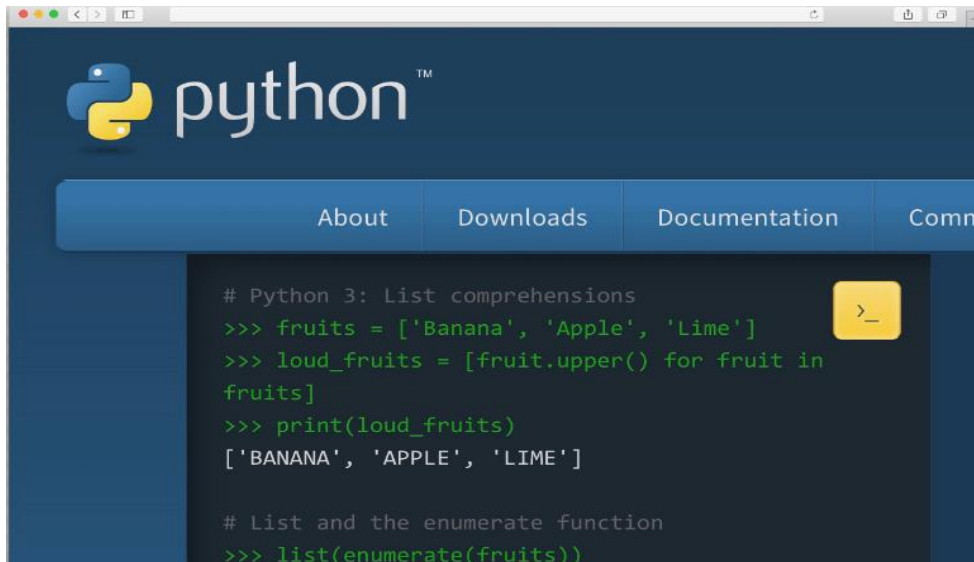 python™
About Downloads Documentation
# Python 3: List comprehensions
>>> fruits = ['Banana', 'Apple', 'Lime']
>_
>>> loud_fruits = [fruit.upper() for fruit in
fruits]
>>> print(loud_fruits)
['BANANA', 'APPLE', 'LIME']
# List and the enumerate function
>>> list(enumerate(fruits))